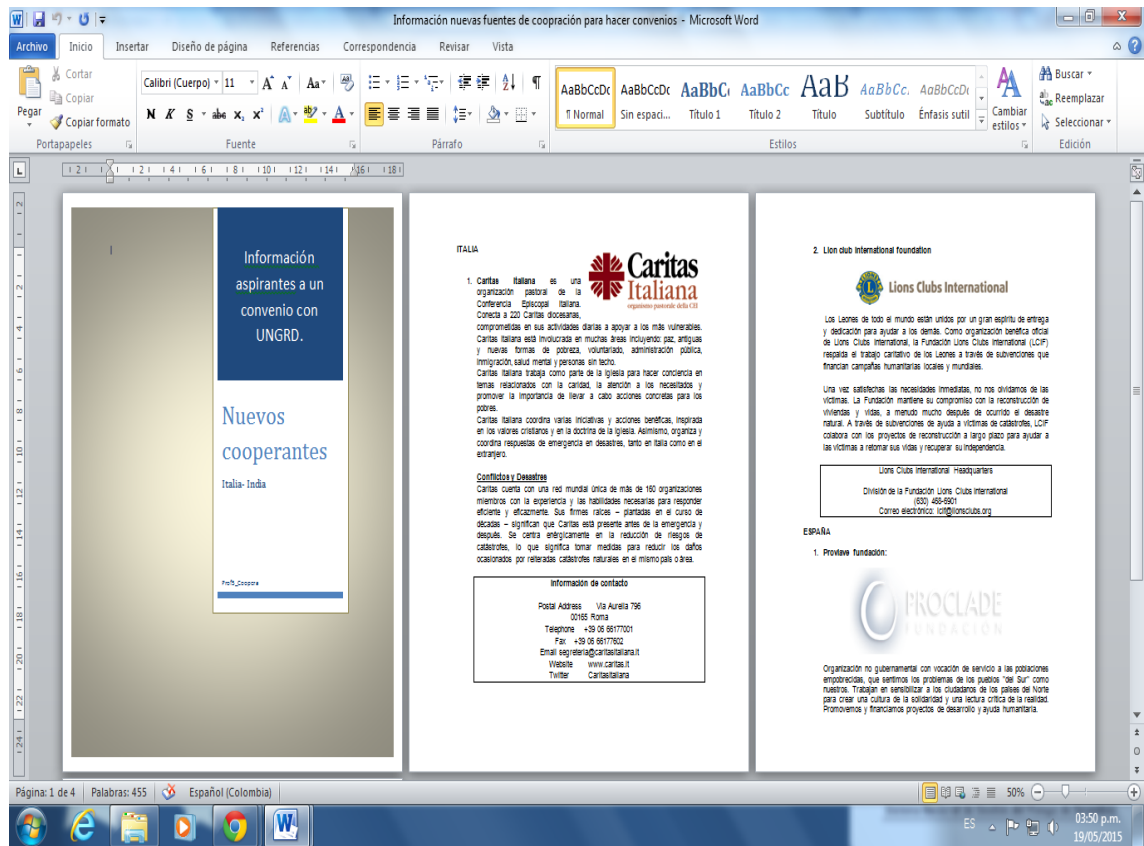 Información nuevas fuentes de coopración para hacer convenios - Microsoft Word
Archivo Inicio Insertar Diseño de página Referencias Correspondencia Revisar Vista
Pegar
Cortar
Copiar
Copiar formato
Portapapeles
Calibri (Cuerpo) 11
Fuente
Párrafo
AaBbCcDc AaBbCcDc AaBbC AaBbCc AaB AaBbCc. AaBbCcDc
¶ Normal Sin espaci... Título 1 Título 2 Título Subtítulo Énfasis sutil
Cambiar
estilos
Estilos
Buscar
Reemplazar
Seleccionar
Edición
Información
aspirantes a un
convenio con
UNGRD.
Nuevos
cooperantes
Italia- India
Prof5_Coopera
ITALIA
Caritas
Italiana
organismo pastorale della CEI
1. Caritas Italiana es una
organización pastoral de la
Conferencia Episcopal Italiana.
Conecta a 220 Caritas diocesanas,
comprometidas en sus actividades diarias a apoyar a los más vulnerables.
Caritas Italiana está involucrada en muchas áreas incluyendo: paz, antiguas
y nuevas formas de pobreza, voluntariado, administración pública,
inmigración, salud mental y personas sin techo.
Caritas Italiana trabaja como parte de la Iglesia para hacer conciencia en
temas relacionados con la caridad, la atención a los necesitados y
promover la importancia de llevar a cabo acciones concretas para los
pobres.
Caritas Italiana coordina varias iniciativas y acciones benéficas, inspirada
en los valores cristianos y en la doctrina de la Iglesia. Asimismo, organiza y
coordina respuestas de emergencia en desastres, tanto en Italia como en el
extranjero.
Conflictos y Desastres
Caritas cuenta con una red mundial única de más de 160 organizaciones
miembros con la experiencia y las habilidades necesarias para responder
eficiente y eficazmente. Sus firmes raíces – plantadas en el curso de
décadas – significan que Caritas está presente antes de la emergencia y
después. Se centra enérgicamente en la reducción de riesgos de
catástrofes, lo que significa tomar medidas para reducir los daños
ocasionados por reiteradas catástrofes naturales en el mismo país o área.
Información de contacto
Postal Address Via Aurelia 796
00165 Roma
Telephone +39 06 66177001
Fax +39 06 66177602
Email segreteria@caritasitaliana.it
Website www.caritas.it
Twitter CaritasItaliana
2. Lion club International foundation
Lions Clubs International
Los Leones de todo el mundo están unidos por un gran espíritu de entrega
y dedicación para ayudar a los demás. Como organización benéfica oficial
de Lions Clubs International, la Fundación Lions Clubs International (LCIF)
respalda el trabajo caritativo de los Leones a través de subvenciones que
financian campañas humanitarias locales y mundiales.
Una vez satisfechas las necesidades inmediatas, no nos olvidamos de las
víctimas. La Fundación mantiene su compromiso con la reconstrucción de
viviendas y vidas, a menudo mucho después de ocurrido el desastre
natural. A través de subvenciones de ayuda a víctimas de catástrofes, LCIF
colabora con los proyectos de reconstrucción a largo plazo para ayudar a
las víctimas a retomar sus vidas y recuperar su independencia.
Lions Clubs International Headquarters
División de la Fundación Lions Clubs International
(630) 468-6901
Correo electrónico: lcif@lionsclubs.org
ESPAÑA
1. Proviave fundación:
PROCLADE
FUNDACIÓN
Organización no gubernamental con vocación de servicio a las poblaciones
empobrecidas, que sentimos los problemas de los pueblos "del Sur" como
nuestros. Trabajan en sensibilizar a los ciudadanos de los países del Norte
para crear una cultura de la solidaridad y una lectura crítica de la realidad.
Promovemos y financiamos proyectos de desarrollo y ayuda humanitaria.
Página: 1 de 4 Palabras: 455 Español (Colombia) 50%
ES 03:50 p.m.
19/05/2015